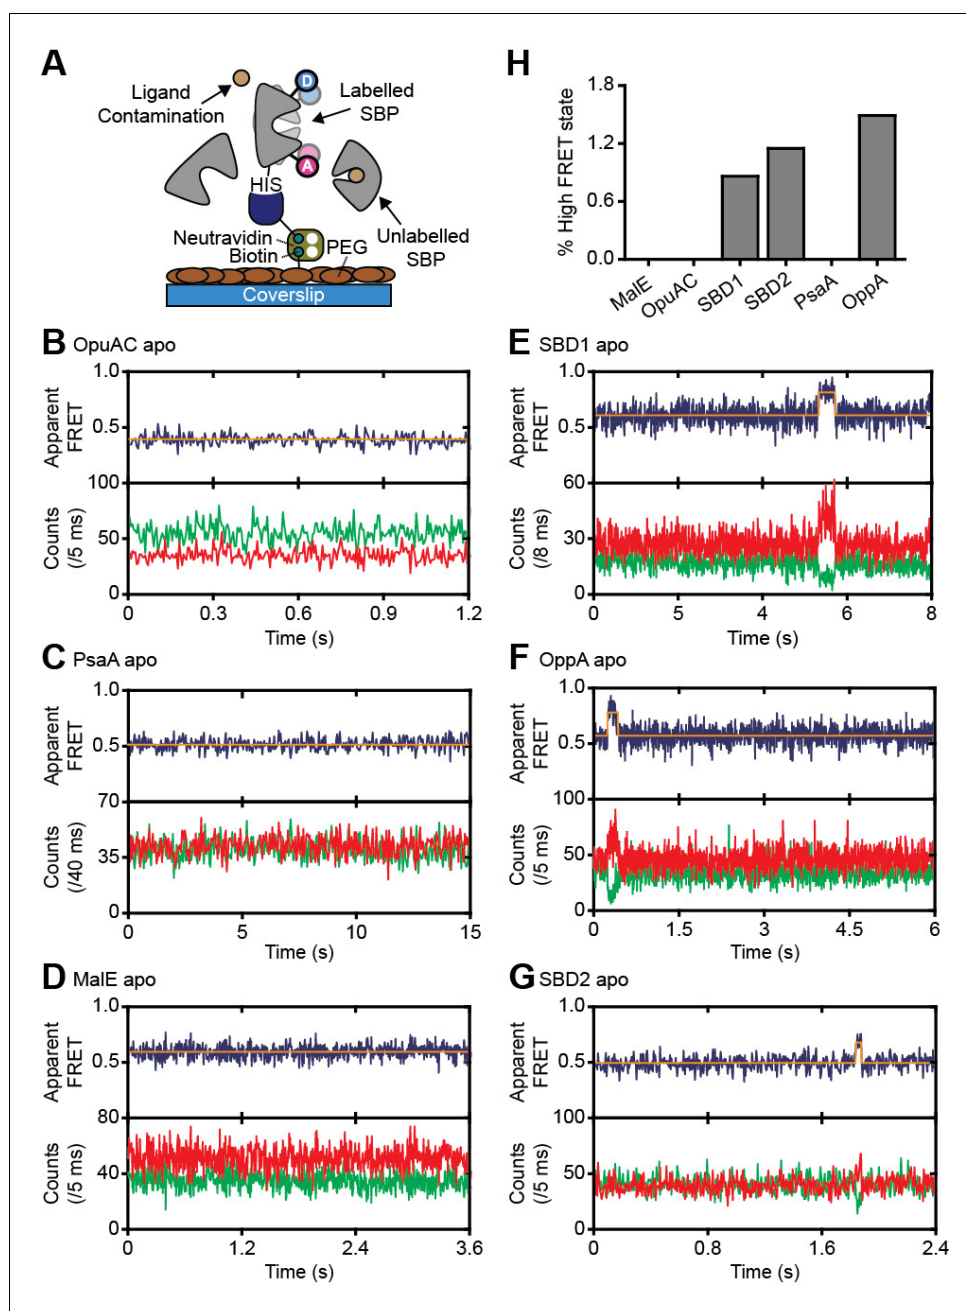 A
Ligand
Contamination
D
Labelled
SBP
A
HIS
Neutravidin
Biotin
PEG
Unlabelled
SBP
Coverslip
H
% High FRET state
1.8
1.2
0.6
0.0
MalE
OpuAC
SBD1
SBD2
PsaA
OppA
B OpuAC apo
Apparent
FRET
1.0
0.5
100
Counts
(/5 ms)
50
0
0 0.3 0.6 0.9 1.2
Time (s)
C PsaA apo
Apparent
FRET
1.0
0.5
70
Counts
(/40 ms)
35
0
0 5 10 15
Time (s)
D MalE apo
Apparent
FRET
1.0
0.5
80
Counts
(/5 ms)
40
0
0 1.2 2.4 3.6
Time (s)
E SBD1 apo
Apparent
FRET
1.0
0.5
60
Counts
(/8 ms)
30
0
0 5 4 6 8
Time (s)
F OppA apo
Apparent
FRET
1.0
0.5
100
Counts
(/5 ms)
50
0
0 1.5 3 4.5 6
Time (s)
G SBD2 apo
Apparent
FRET
1.0
0.5
100
Counts
(/5 ms)
50
0
0 0.8 1.6 2.4
Time (s)